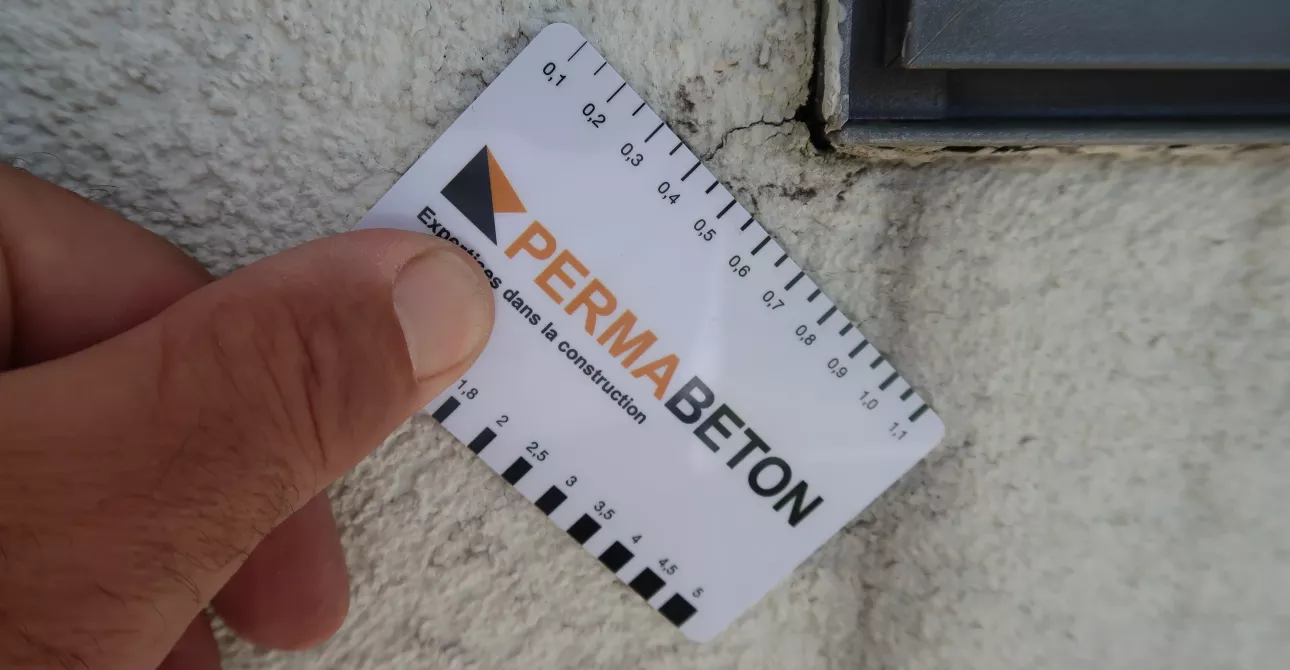 0,1 0,2 0,3 0,4 0,5 0,6 0,7 0,8 0,9 1,0 1,1
PERMABETON
Expertises dans la construction
1,8 2 2,5 3 3,5 4 4,5 5